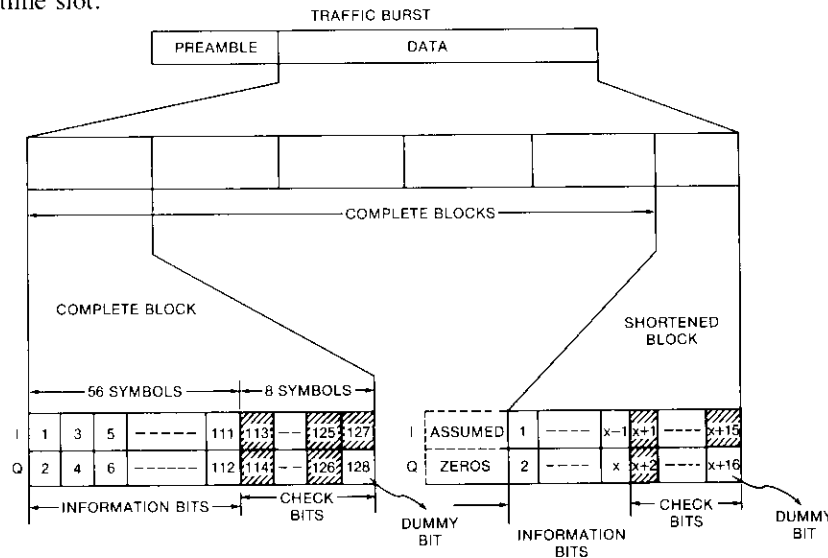 time slot.
TRAFFIC BURST
PREAMBLE DATA
COMPLETE BLOCKS
COMPLETE BLOCK
SHORTENED BLOCK
56 SYMBOLS 8 SYMBOLS
I 1 3 5 ----- 111 113 --- 125 127
Q 2 4 6 ----- 112 114 --- 126 128
INFORMATION BITS
CHECK BITS
DUMMY BIT
I ASSUMED 1 ---- x-1 x+1 ---- x+15
Q ZEROS 2 ---- x x+2 ---- x+16
INFORMATION BITS
CHECK BITS
DUMMY BIT